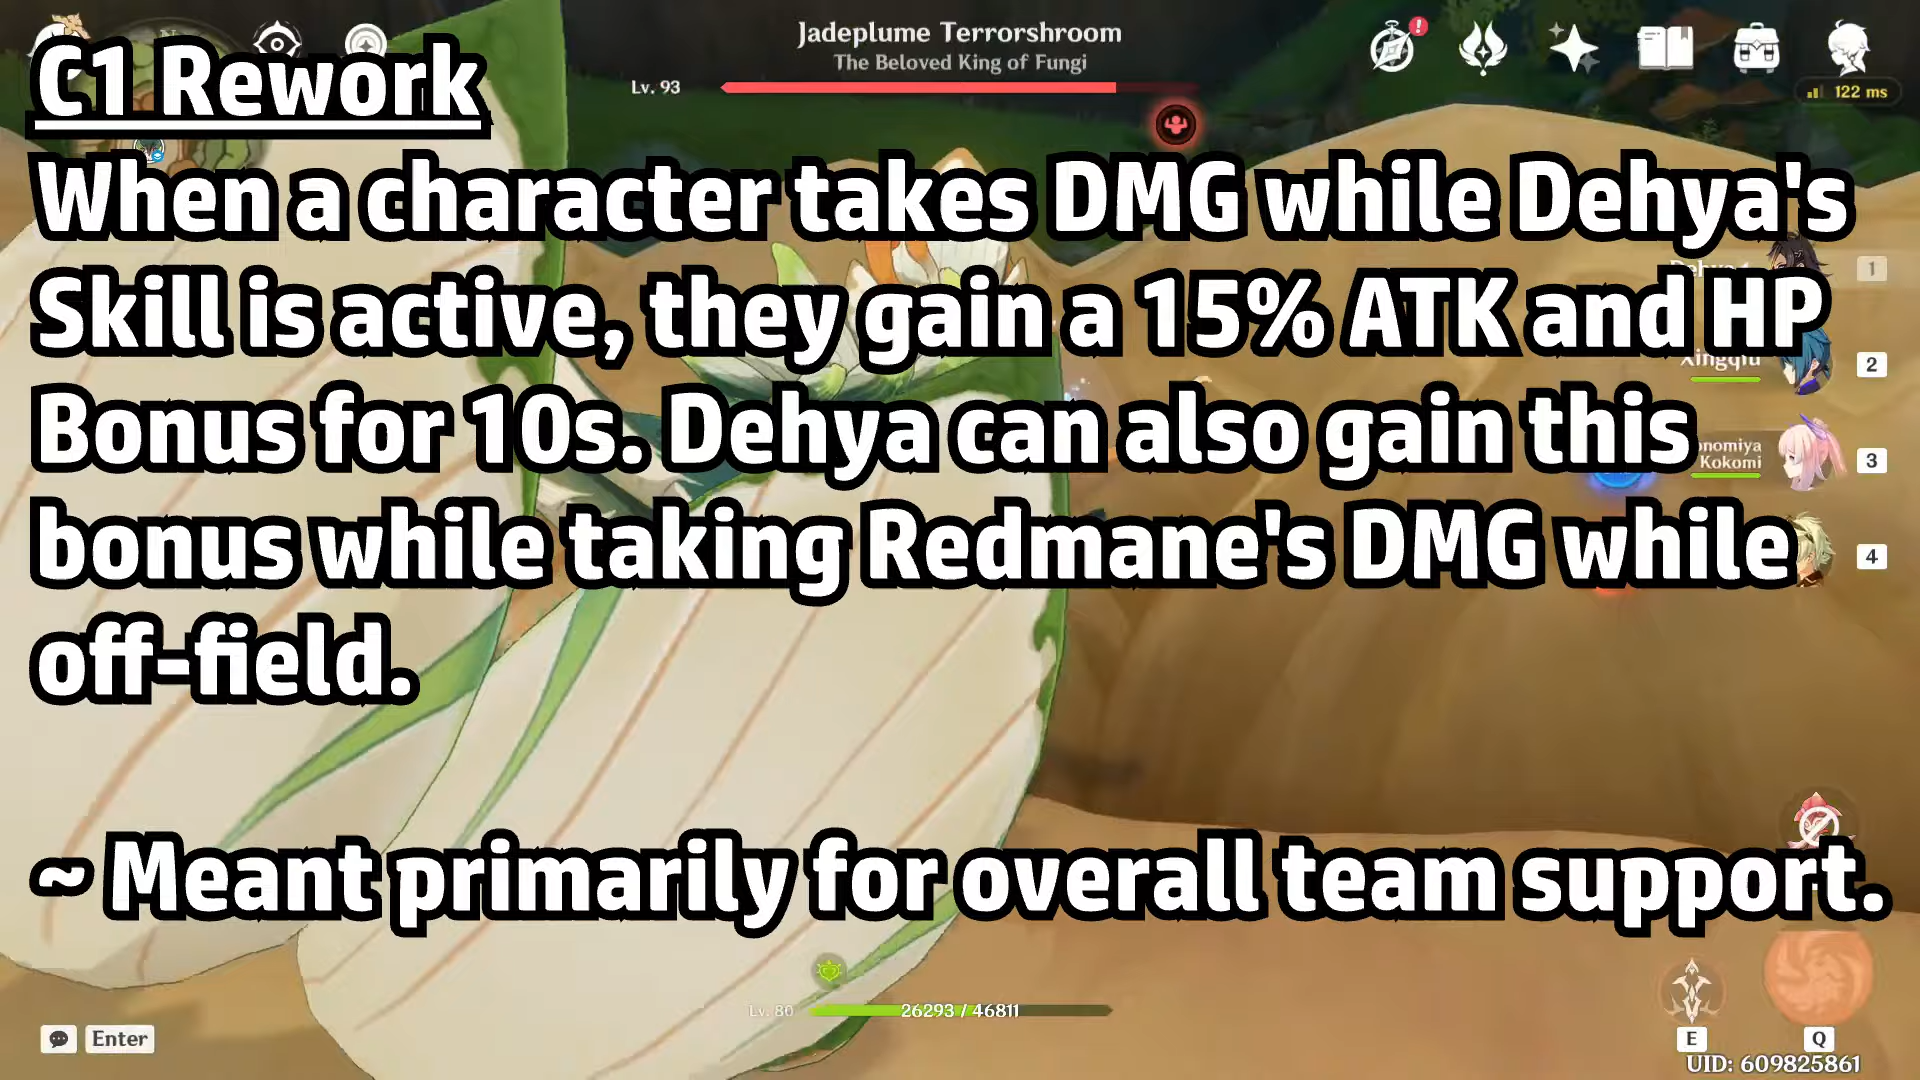 Jadeplume Terrorshroom
The Beloved King of Fungi
Lv. 93
122 ms
C1 Rework
When a character takes DMG while Dehya's
Skill is active, they gain a 15% ATK and HP
Bonus for 10s. Dehya can also gain this
bonus while taking Redmane's DMG while
off-field.
~ Meant primarily for overall team support.
Dehya
1
Xingqiu
2
Kokomi
3
4
Lv. 80
26293 / 46811
Enter
E
Q
UID: 609825861